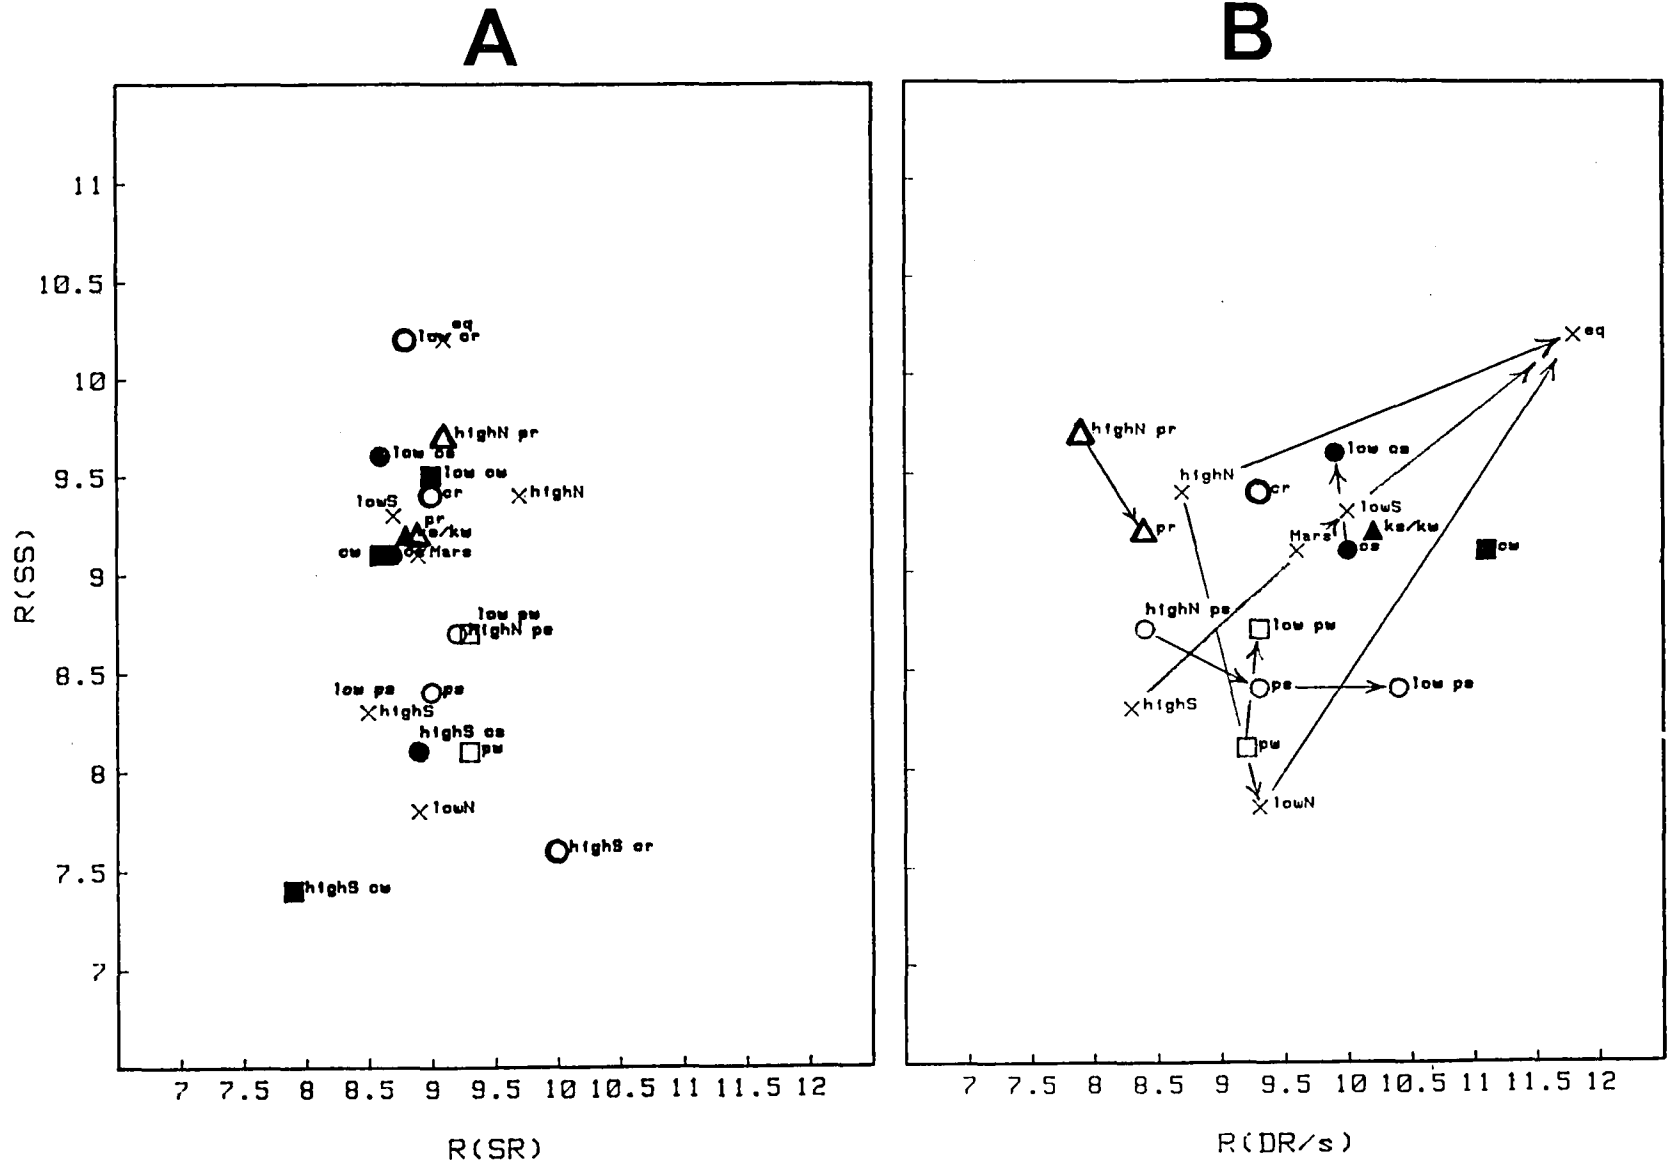 A
B
11
10.5
10
9.5
9
8.5
8
7.5
7
R(SS)
eq
low cr
highN pr
low cs
low cw
cr
highN
lowS
pr
ks/kw
cw
cs
Mars
low pw
highN ps
low ps
ps
highS
highS cs
pw
lowN
highS cr
highS cw
7 7.5 8 8.5 9 9.5 10 10.5 11 11.5 12
R(SR)
eq
highN pr
low cs
highN
cr
lowS
pr
Mars
ks/kw
cs
cw
highN ps
low pw
ps
low ps
highS
pw
lowN
7 7.5 8 8.5 9 9.5 10 10.5 11 11.5 12
R(DR/s)